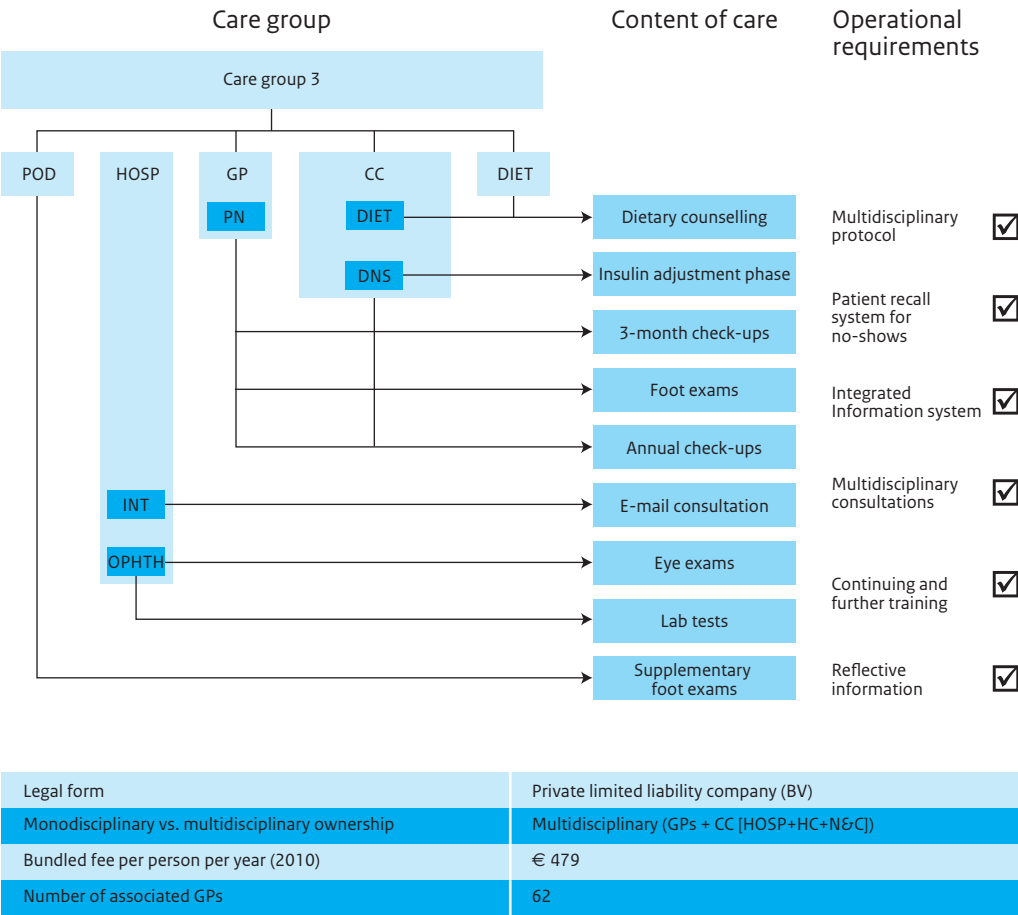 Care group
Content of care
Operational
requirements
Care group 3
POD
HOSP
GP
CC
DIET
PN
DIET
DNS
INT
OPHTH
Dietary counselling
Insulin adjustment phase
3-month check-ups
Foot exams
Annual check-ups
E-mail consultation
Eye exams
Lab tests
Supplementary
foot exams
Multidisciplinary
protocol
Patient recall
system for
no-shows
Integrated
Information system
Multidisciplinary
consultations
Continuing and
further training
Reflective
information
Legal form
Private limited liability company (BV)
Monodisciplinary vs. multidisciplinary ownership
Multidisciplinary (GPs + CC [HOSP+HC+N&C])
Bundled fee per person per year (2010)
€ 479
Number of associated GPs
62